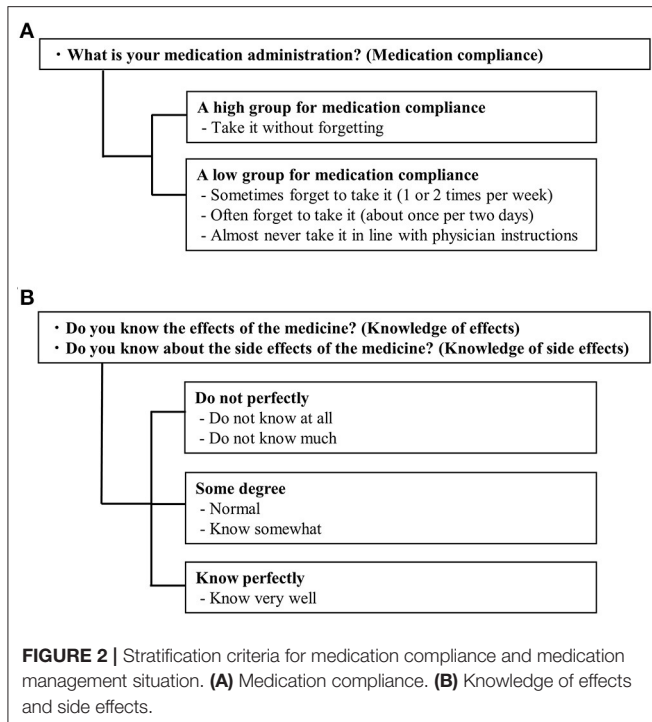 A
・ What is your medication administration? (Medication compliance)
A high group for medication compliance
- Take it without forgetting
A low group for medication compliance
- Sometimes forget to take it (1 or 2 times per week)
- Often forget to take it (about once per two days)
- Almost never take it in line with physician instructions
B
・ Do you know the effects of the medicine? (Knowledge of effects)
・ Do you know about the side effects of the medicine? (Knowledge of side effects)
Do not perfectly
- Do not know at all
- Do not know much
Some degree
- Normal
- Know somewhat
Know perfectly
- Know very well
FIGURE 2 | Stratification criteria for medication compliance and medication
management situation. (A) Medication compliance. (B) Knowledge of effects
and side effects.